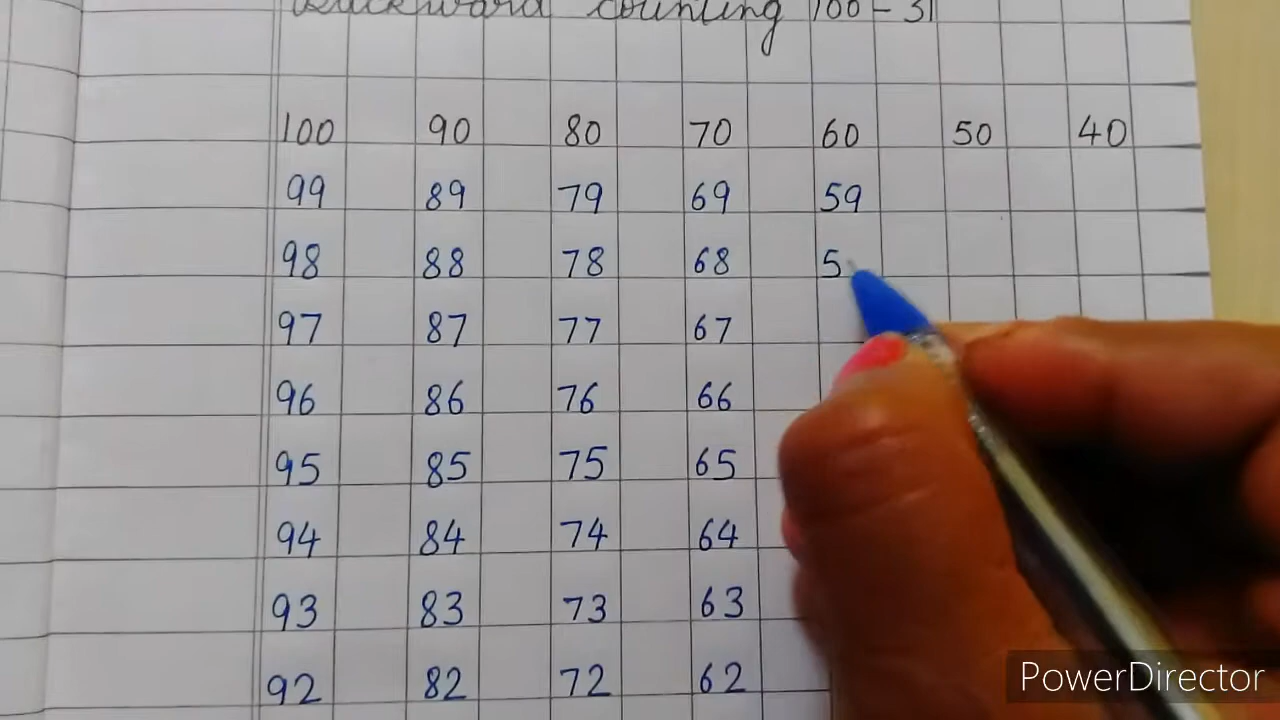 Backward counting 100 - 31
100 90 80 70 60 50 40
99 89 79 69 59
98 88 78 68 5
97 87 77 67
96 86 76 66
95 85 75 65
94 84 74 64
93 83 73 63
92 82 72 62
PowerDirector